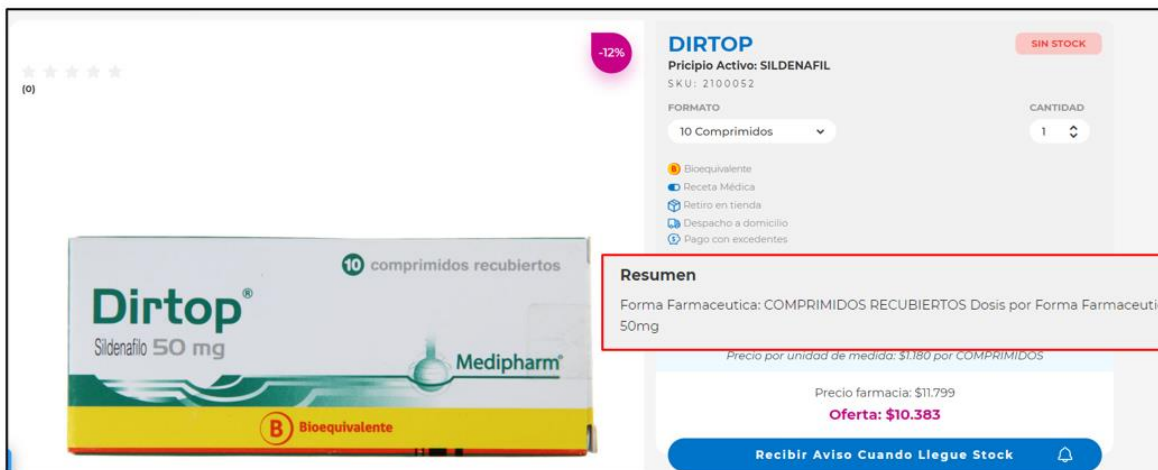 -12%
(0)
DIRTOP
SIN STOCK
Pricipio Activo: SILDENAFIL
SKU: 2100052
FORMATO
CANTIDAD
10 Comprimidos
1
B Bioequivalente
Receta Médica
Retiro en tienda
Despacho a domicilio
Pago con excedentes
Resumen
Forma Farmaceutica: COMPRIMIDOS RECUBIERTOS Dosis por Forma Farmaceuti
50mg
Precio por unidad de medida: $1.180 por COMPRIMIDOS
Precio farmacia: $11.799
Oferta: $10.383
Recibir Aviso Cuando Llegue Stock
10 comprimidos recubiertos
Dirtop®
Sildenafilo 50 mg
Medipharm®
B Bioequivalente